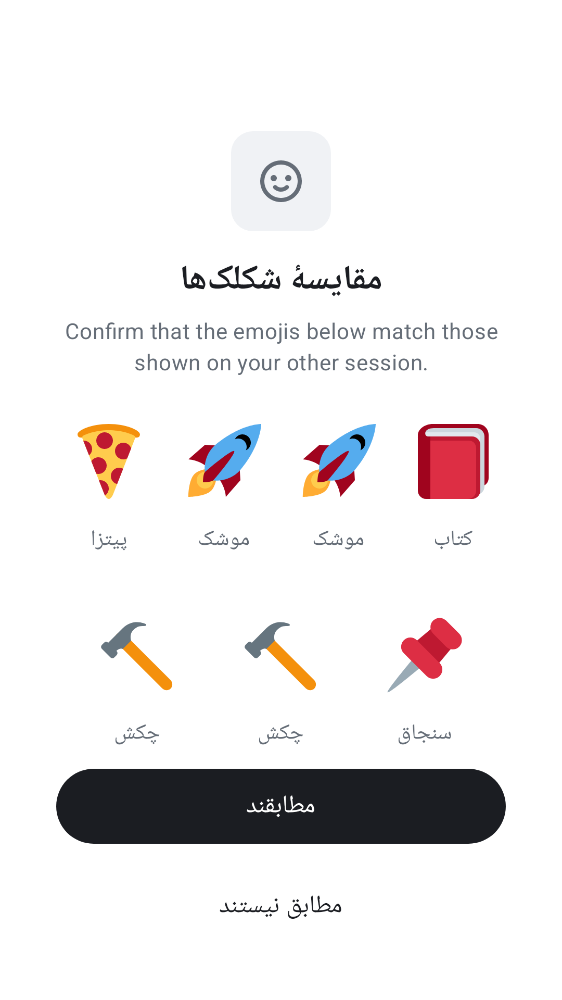 مقایسهٔ شکلک‌ها
Confirm that the emojis below match those
shown on your other session.
پیتزا موشک موشک کتاب
چکش چکش سنجاق
مطابقند
مطابق نیستند